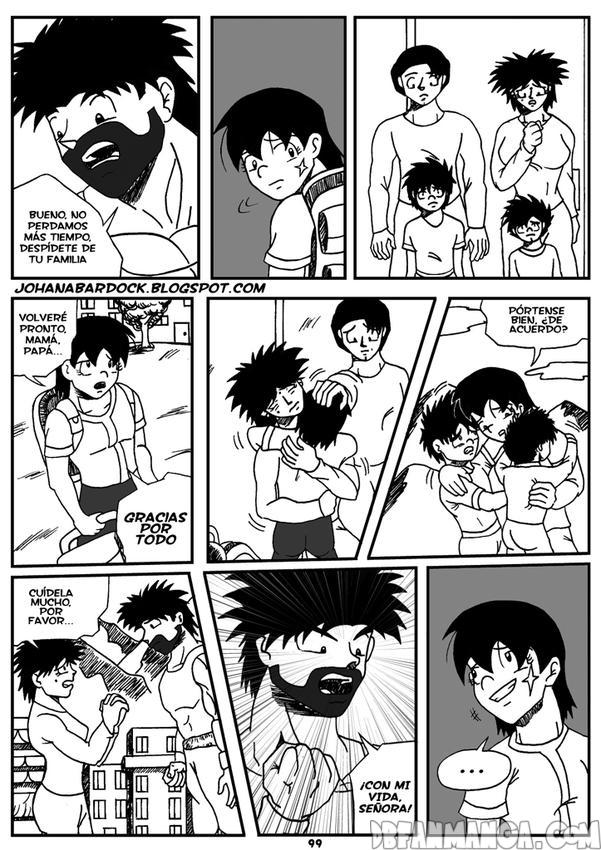 BUENO, NO
PERDAMOS
MÁS TIEMPO,
DESPÍDETE DE
TU FAMILIA
JOHANABARDOCK.BLOGSPOT.COM
VOLVERÉ
PRONTO,
MAMÁ,
PAPÁ...
GRACIAS
POR
TODO
PÓRTENSE
BIEN, ¿DE
ACUERDO?
CUÍDELA
MUCHO,
POR
FAVOR...
¡CON MI
VIDA,
SEÑORA!
...
99
DBFANMANGA.COM